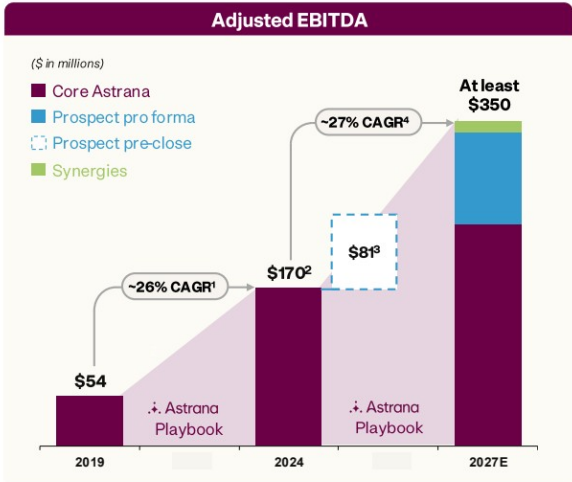 Adjusted EBITDA
($ in millions)
Core Astrana
Prospect pro forma
Prospect pre-close
Synergies
At least
$350
~27% CAGR⁴
$81³
$170²
~26% CAGR¹
$54
Astrana
Playbook
Astrana
Playbook
2019
2024
2027E